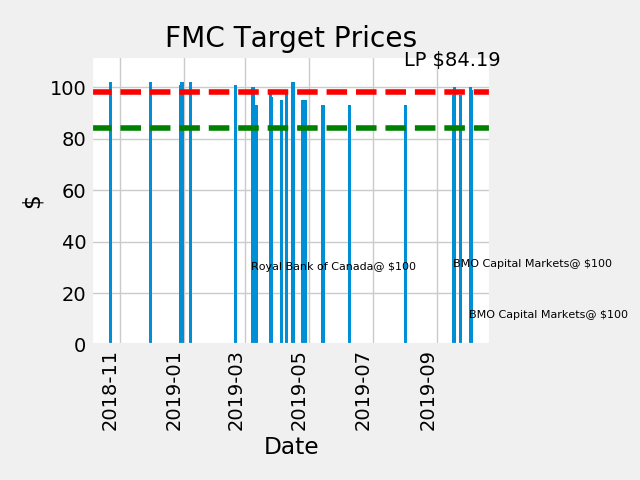 FMC Target Prices
LP $84.19
100
80
60
40
20
0
$
Royal Bank of Canada@ $100
BMO Capital Markets@ $100
BMO Capital Markets@ $100
2018-11
2019-01
2019-03
2019-05
2019-07
2019-09
Date